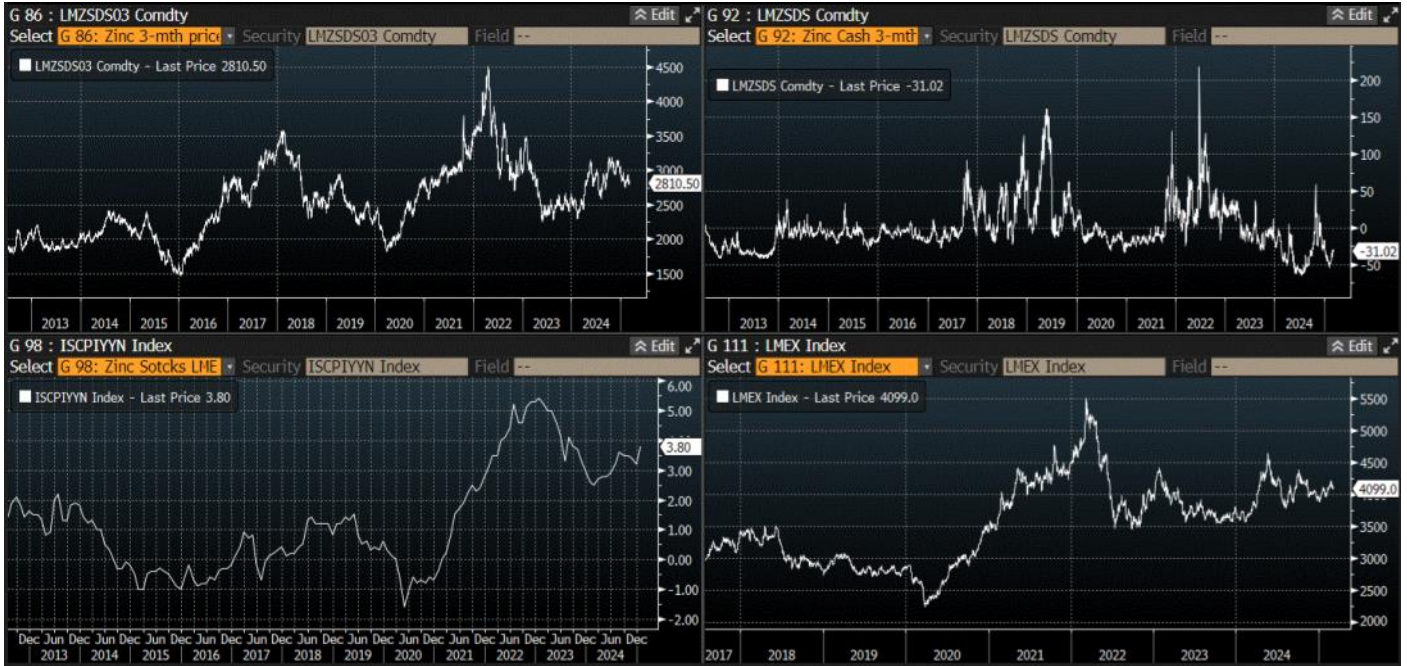 G 86 : LMZSDS03 Comdty
Edit
Select G 86: Zinc 3-mth price Security LMZSDS03 Comdty Field --
LMZSDS03 Comdty - Last Price 2810.50
4500
4000
3500
3000
2810.50
2000
1500
2013 2014 2015 2016 2017 2018 2019 2020 2021 2022 2023 2024
G 92 : LMZSDS Comdty
Edit
Select G 92: Zinc Cash 3-mth Security LMZSDS Comdty Field --
LMZSDS Comdty - Last Price -31.02
200
150
100
50
0
-31.02
-50
2013 2014 2015 2016 2017 2018 2019 2020 2021 2022 2023 2024
G 98 : ISCPIYYN Index
Edit
Select G 98: Zinc Sotcks LME Security ISCPIYYN Index Field --
ISCPIYYN Index - Last Price 3.80
6.00
5.00
3.80
3.00
2.00
1.00
0.00
-1.00
-2.00
Dec Jun Dec Jun Dec Jun Dec Jun Dec Jun Dec Jun Dec Jun Dec Jun Dec Jun Dec Jun Dec Jun Dec Jun Dec
2013 2014 2015 2016 2017 2018 2019 2020 2021 2022 2023 2024
G 111 : LMEX Index
Edit
Select G 111: LMEX Index Security LMEX Index Field --
LMEX Index - Last Price 4099.0
5500
5000
4500
4099.0
3500
3000
2500
2000
2017 2018 2019 2020 2021 2022 2023 2024